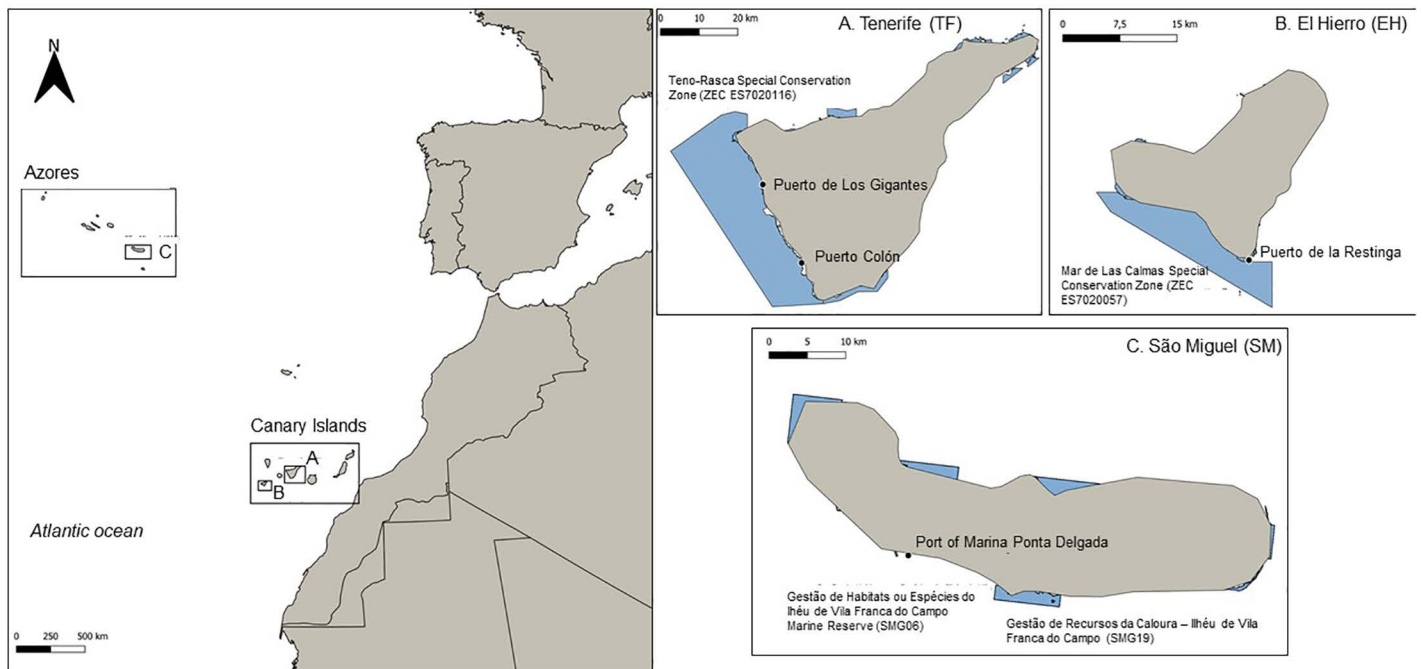 N
Azores
C
Canary Islands
A
B
Atlantic ocean
0 250 500 km
0 10 20 km
A. Tenerife (TF)
Teno-Rasca Special Conservation
Zone (ZEC ES7020116)
Puerto de Los Gigantes
Puerto Colón
0 7,5 15 km
B. El Hierro (EH)
Puerto de la Restinga
Mar de Las Calmas Special
Conservation Zone (ZEC
ES7020057)
0 5 10 km
C. São Miguel (SM)
Port of Marina Ponta Delgada
Gestão de Habitats ou Espécies do
Ihéu de Vila Franca do Campo
Marine Reserve (SMG06)
Gestão de Recursos da Caloura – Ilhéu de Vila
Franca do Campo (SMG19)